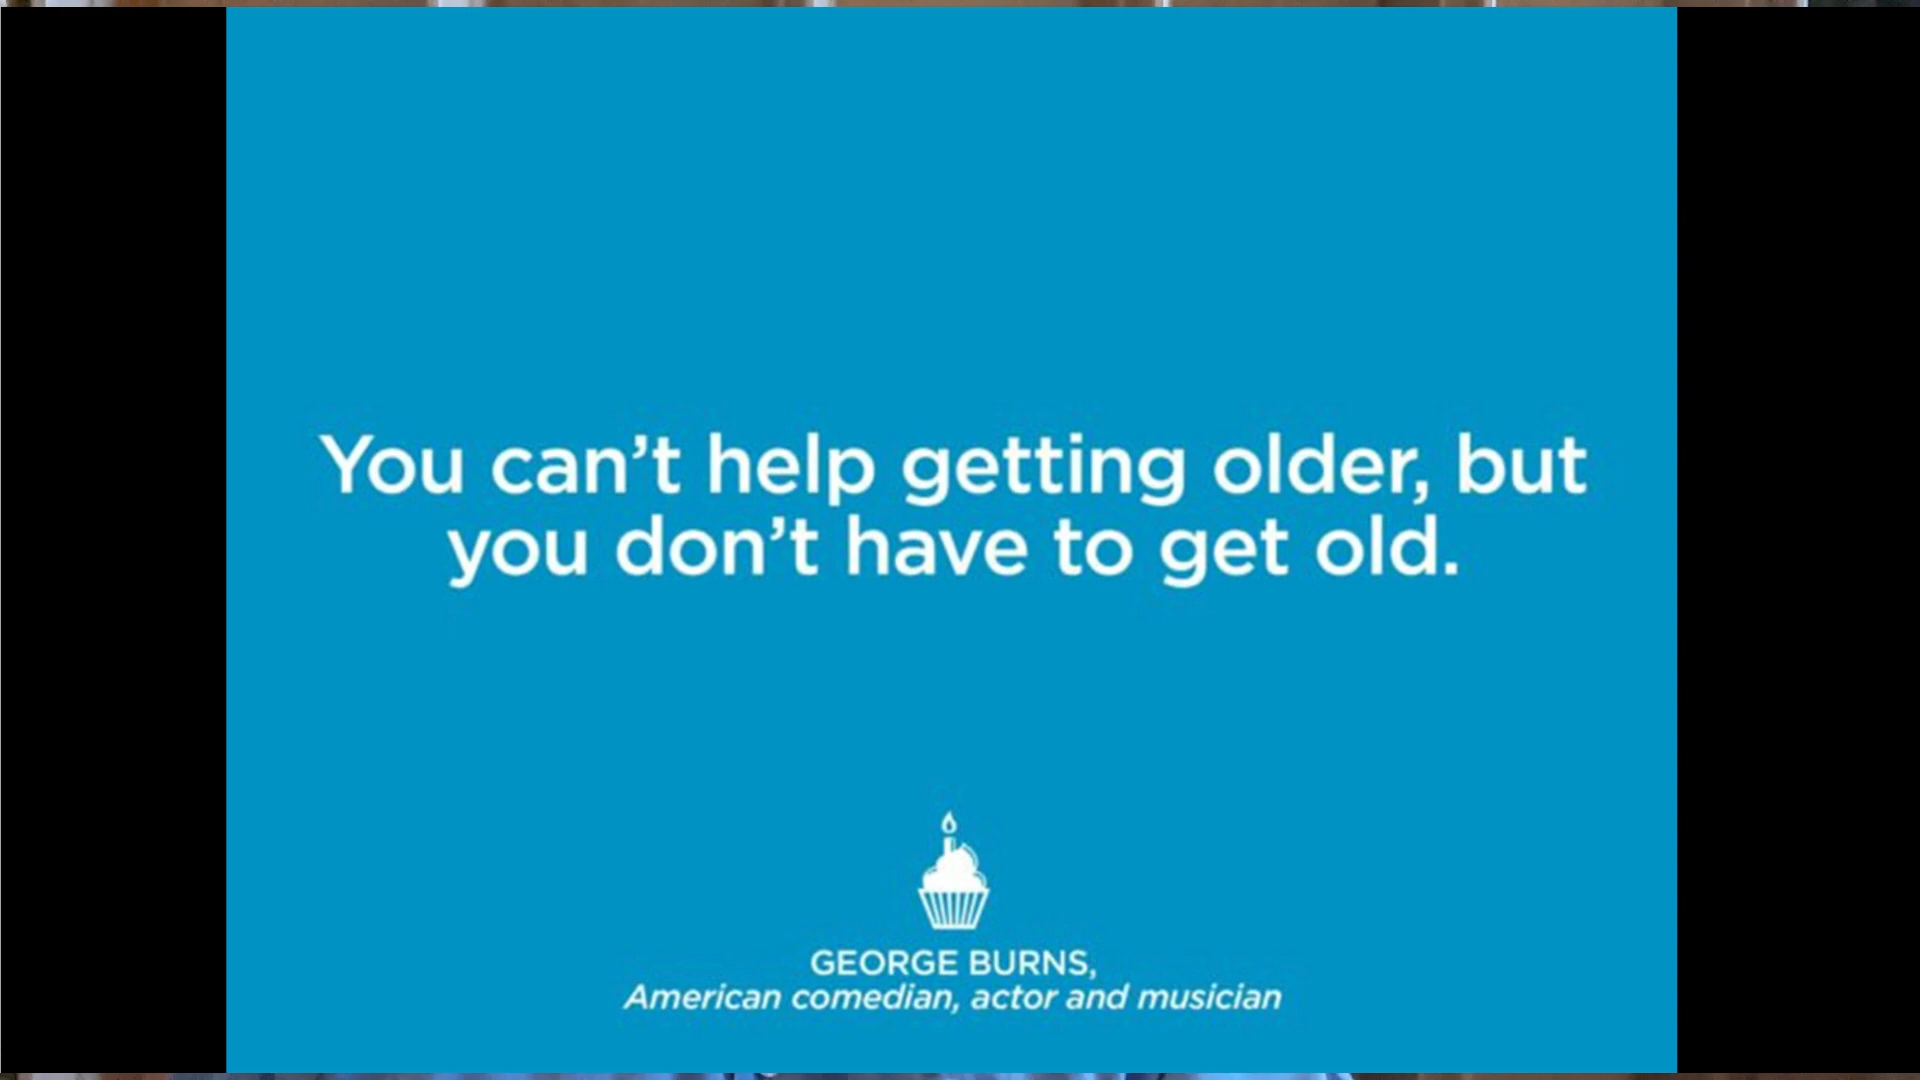 You can’t help getting older, but
you don’t have to get old.
GEORGE BURNS,
American comedian, actor and musician